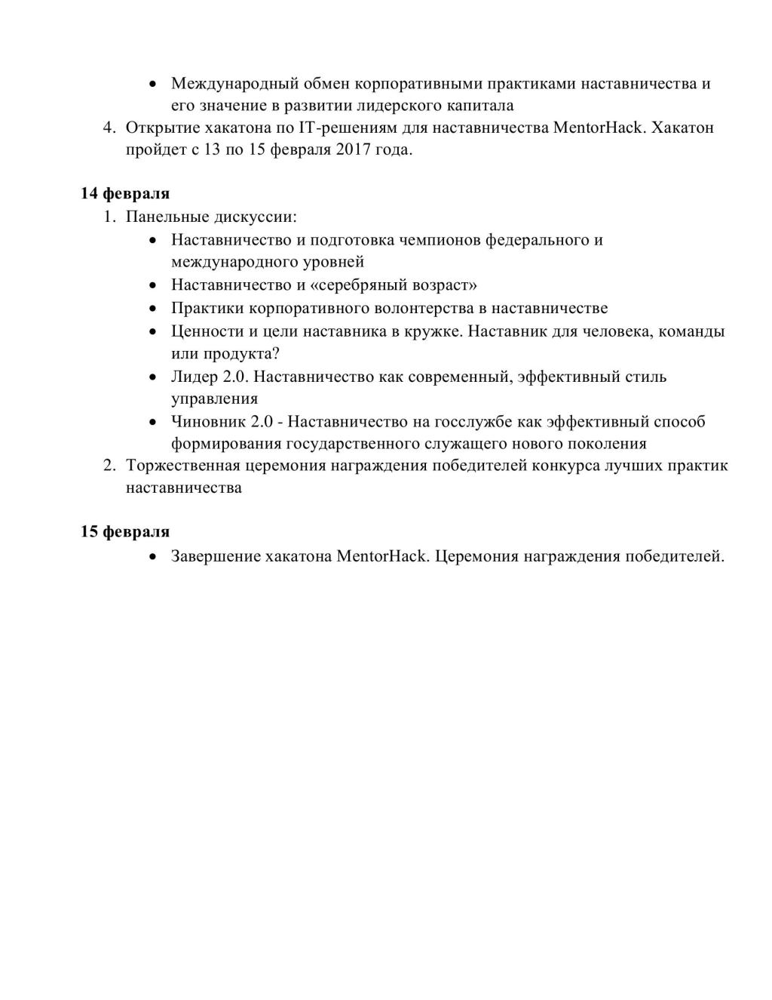 • Международный обмен корпоративными практиками наставничества и
его значение в развитии лидерского капитала
4. Открытие хакатона по IT-решениям для наставничества MentorHack. Хакатон
пройдет с 13 по 15 февраля 2017 года.
14 февраля
1. Панельные дискуссии:
• Наставничество и подготовка чемпионов федерального и
международного уровней
• Наставничество и «серебряный возраст»
• Практики корпоративного волонтерства в наставничестве
• Ценности и цели наставника в кружке. Наставник для человека, команды
или продукта?
• Лидер 2.0. Наставничество как современный, эффективный стиль
управления
• Чиновник 2.0 - Наставничество на госслужбе как эффективный способ
формирования государственного служащего нового поколения
2. Торжественная церемония награждения победителей конкурса лучших практик
наставничества
15 февраля
• Завершение хакатона MentorHack. Церемония награждения победителей.